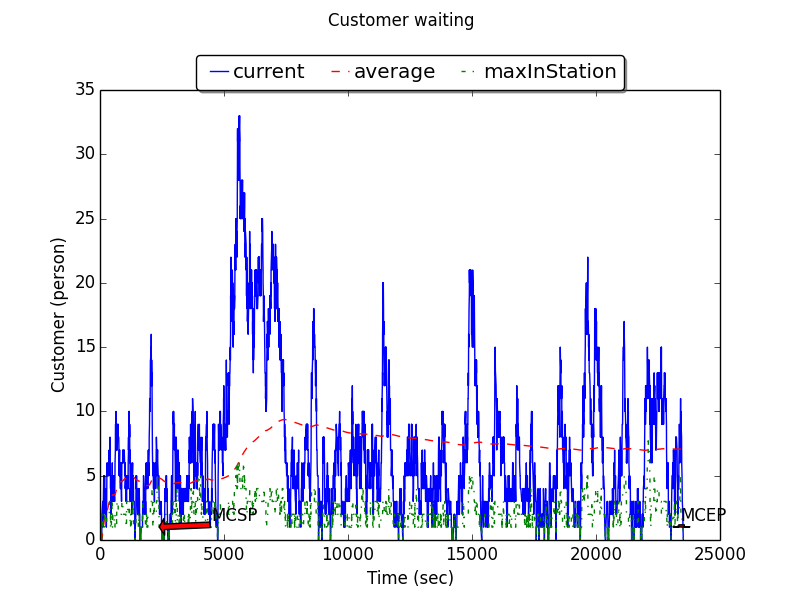 Customer waiting
current average maxInStation
35
30
25
20
15
10
5
0
Customer (person)
MCSP
MCEP
0 5000 10000 15000 20000 25000
Time (sec)